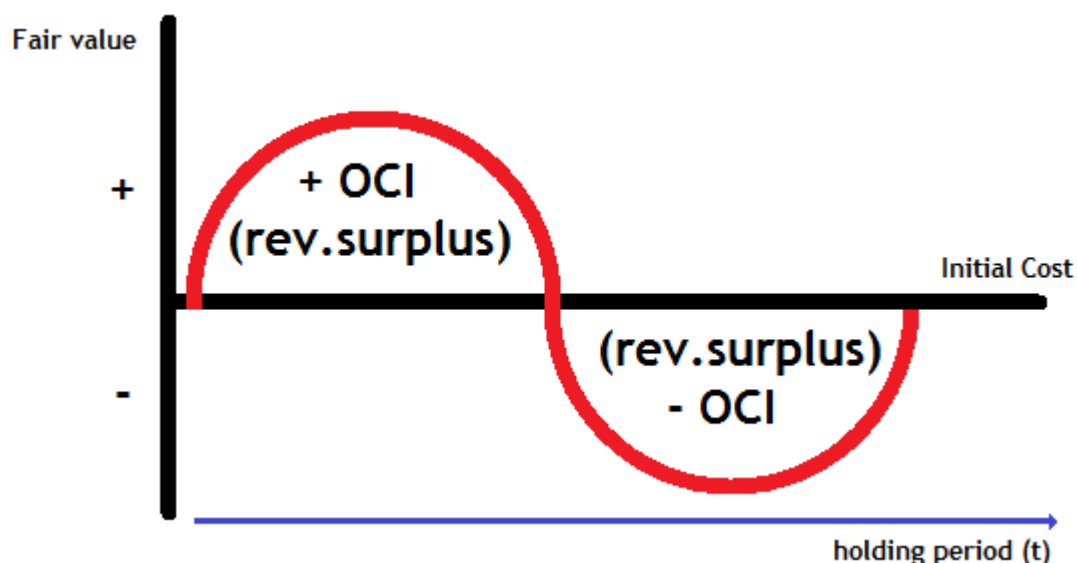 Fair value
+
+ OCI
(rev.surplus)
Initial Cost
(rev.surplus)
- OCI
-
holding period (t)